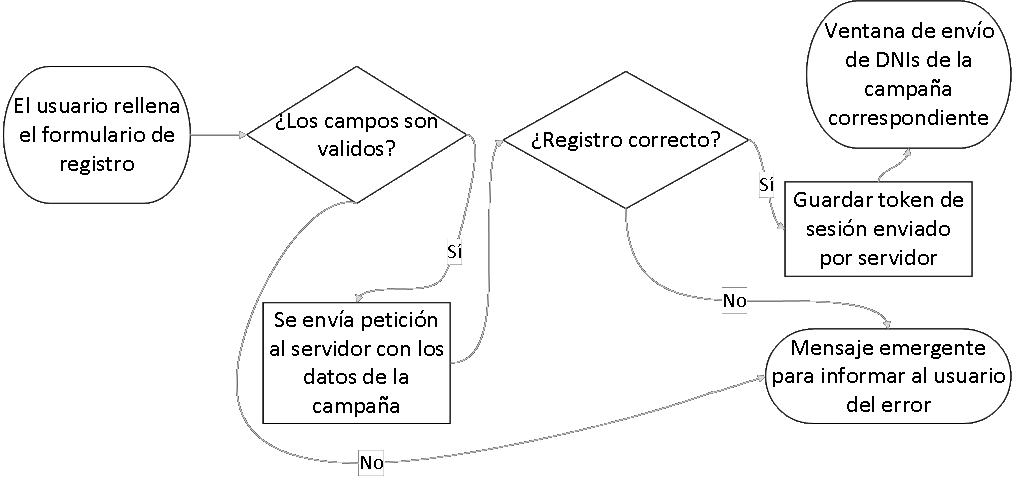 El usuario rellena
el formulario de
registro
¿Los campos son
validos?
Sí
Se envía petición
al servidor con los
datos de la
campaña
¿Registro correcto?
Sí
Guardar token de
sesión enviado
por servidor
Ventana de envío
de DNIs de la
campaña
correspondiente
No
Mensaje emergente
para informar al usuario
del error
No